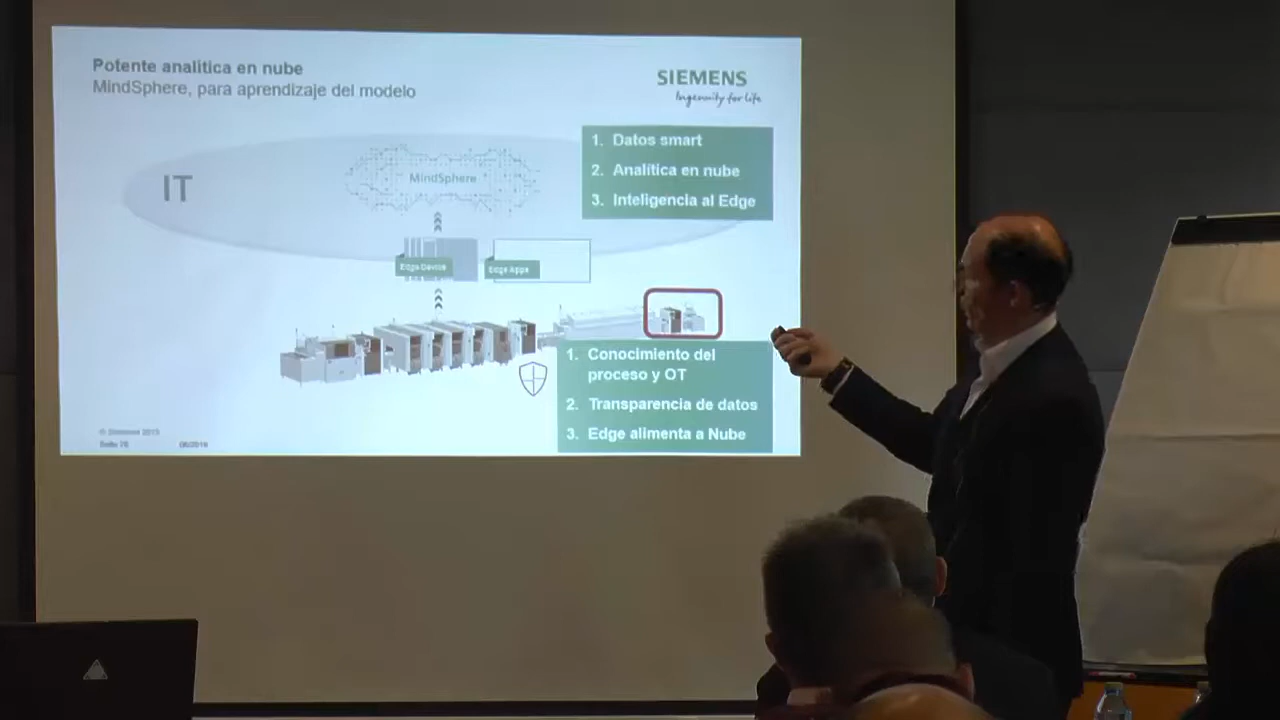 Potente analítica en nube
MindSphere, para aprendizaje del modelo
SIEMENS
Ingenuity for life
IT
MindSphere
1. Datos smart
2. Analítica en nube
3. Inteligencia al Edge
Edge Device
Edge Apps
1. Conocimiento del
proceso y OT
2. Transparencia de datos
3. Edge alimenta a Nube